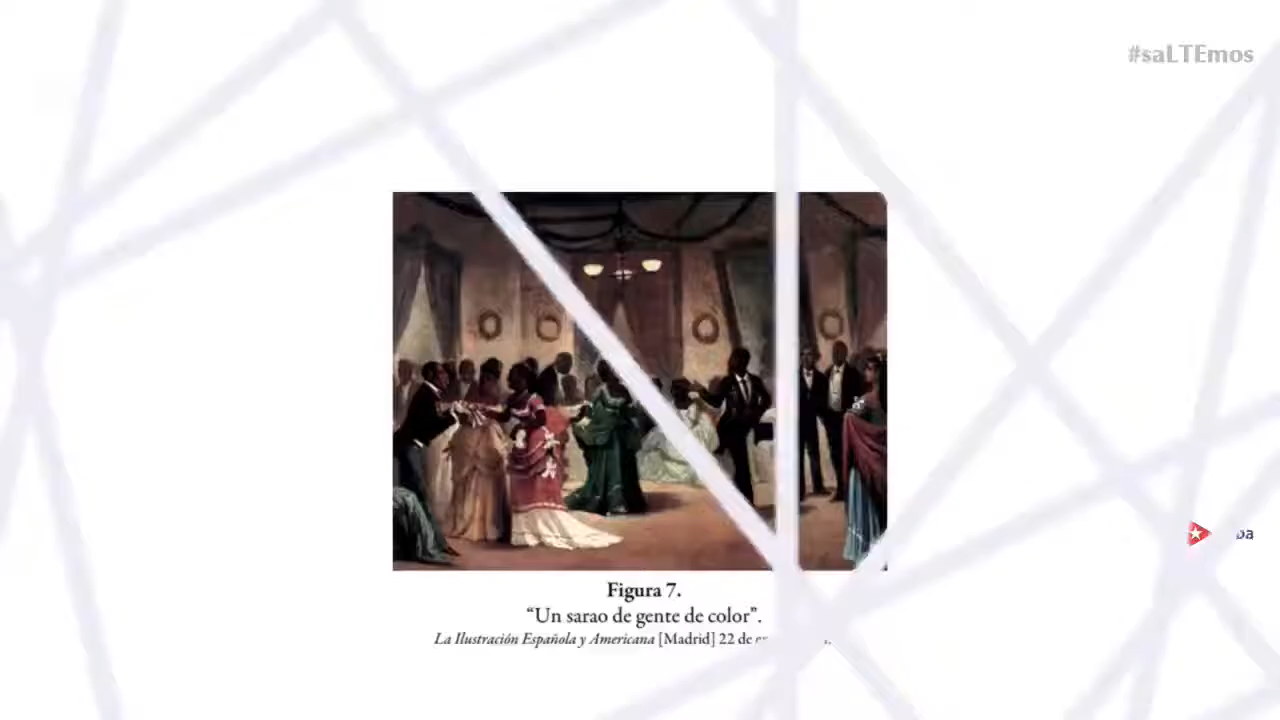 #saLTEmos
Figura 7.
“Un sarao de gente de color”.
La Ilustración Española y Americana [Madrid] 22 de